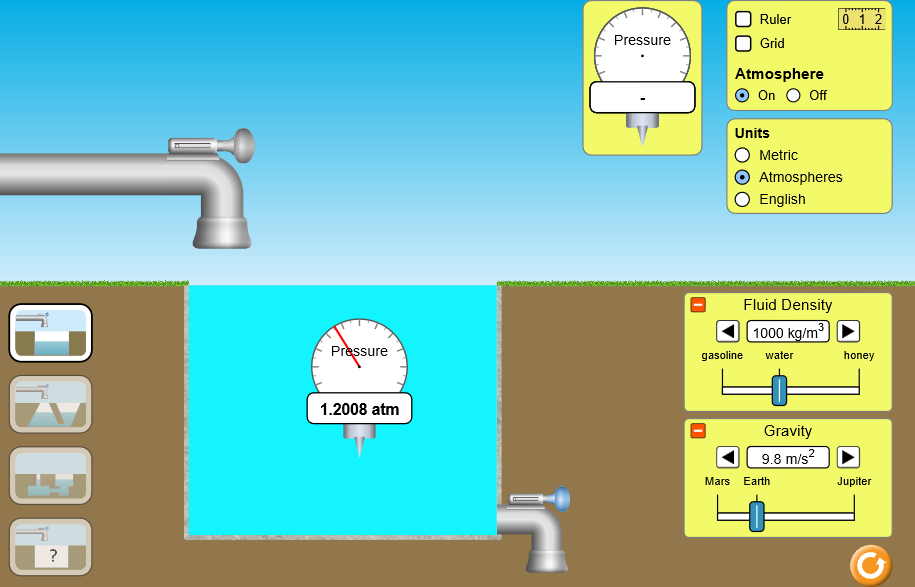 Pressure
-
Ruler
0 1 2
Grid
Atmosphere
On Off
Units
Metric
Atmospheres
English
Pressure
1.2008 atm
Fluid Density
1000 kg/m³
gasoline water honey
Gravity
9.8 m/s²
Mars Earth Jupiter
?